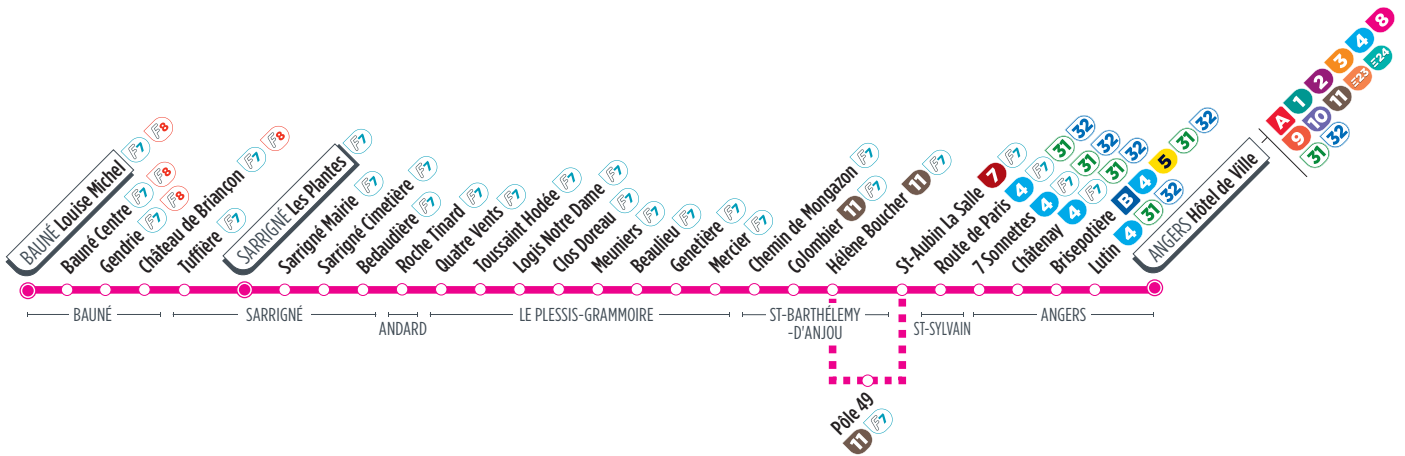 BAUNÉ Louise Michel F7 F8
Bauné Centre F7 F8
Gendrie F7 F8
Château de Briançon F7 F8
Tuffière F7
SARRIGNÉ Les Plantes F7
Sarrigné Mairie F7
Sarrigné Cimetière F7
Bedaudière F7
Roche Tinard F7
Quatre Vents F7
Toussaint Hodée F7
Logis Notre Dame F7
Clos Doreau F7
Meuniers F7
Beaulieu F7
Genetière F7
Mercier F7
Chemin de Mongazon F7
Colombier 11 F7
Hélène Boucher 11 F7
St-Aubin La Salle 7 F7
Route de Paris 4 F7 31 32
7 Sonnettes 4 F7 31 32
Châtenay 4 F7 31 32
Brisepotière B 4 5 31 32
Lutin 4 31 32
ANGERS Hôtel de Ville
A 1 2 3 4 8
9 10 11 E23 E24
31 32
BAUNÉ
SARRIGNÉ
ANDARD
LE PLESSIS-GRAMMOIRE
ST-BARTHÉLEMY
-D'ANJOU
ST-SYLVAIN
ANGERS
Pôle 49
11 F7